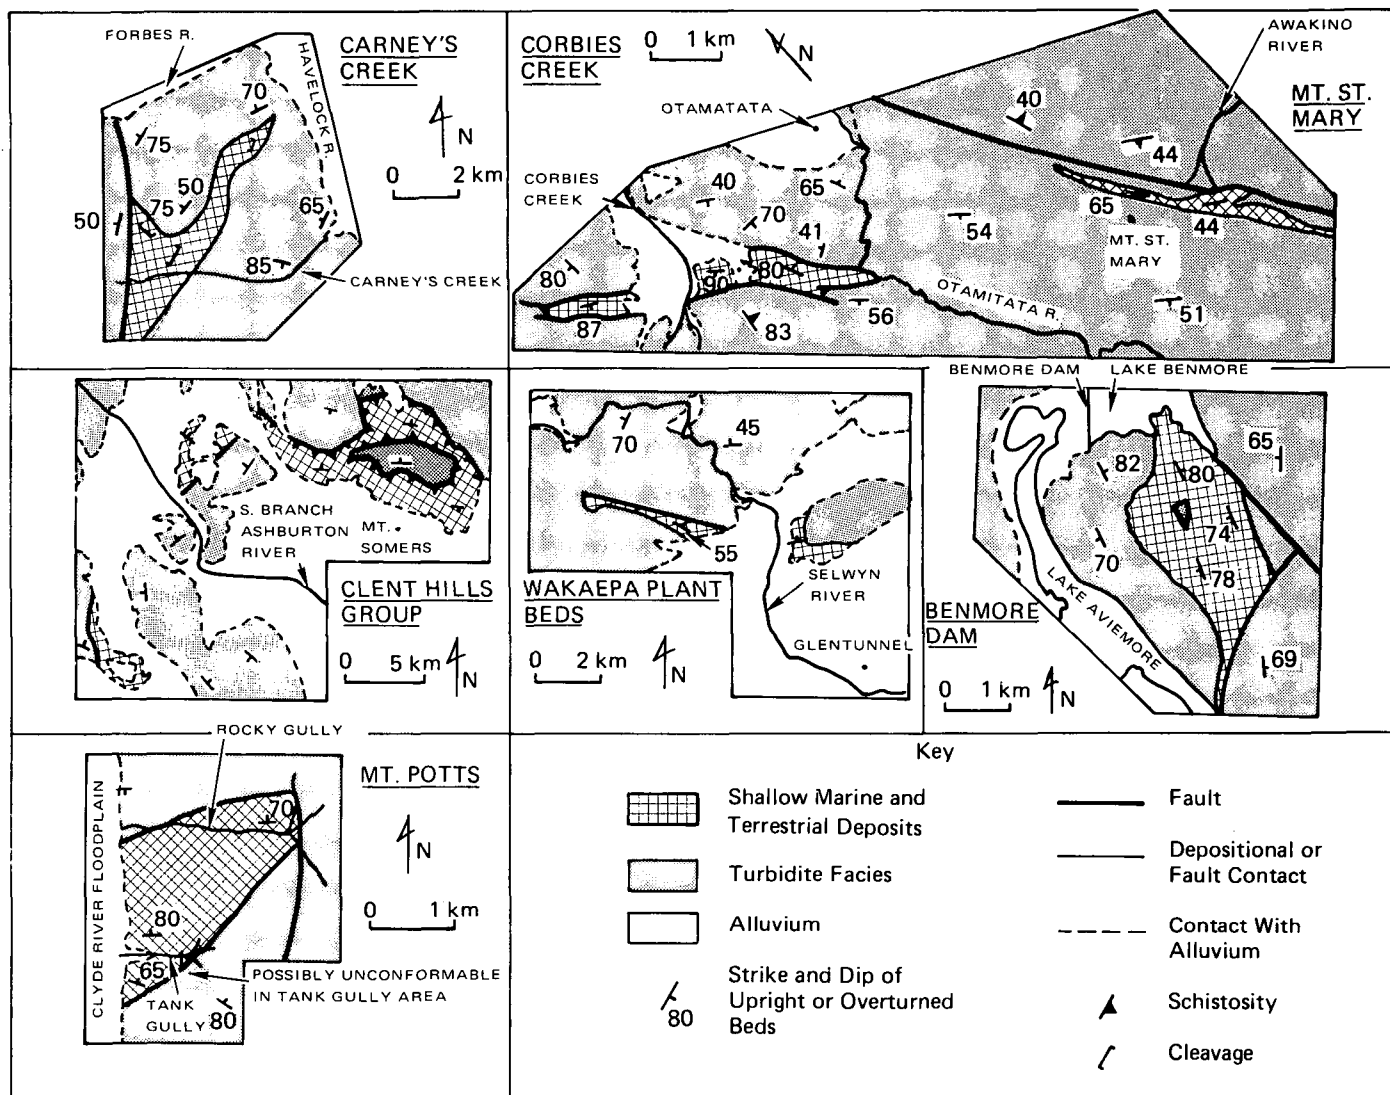 FORBES R.
CARNEY'S
CREEK
HAVELOCK R.
70
75
N
0 2 km
50
75
50
65
85
CARNEY'S CREEK
CORBIES
CREEK
0 1 km
N
AWAKINO
RIVER
MT. ST.
MARY
OTAMATATA
40
44
CORBIES
CREEK
40
65
70
41
54
65
44
MT. ST.
MARY
80
90
80
OTAMITATA R.
87
83
56
51
S. BRANCH
ASHBURTON
RIVER
MT.
SOMERS
CLENT HILLS
GROUP
0 5 km
N
70
45
55
WAKAEPA PLANT
BEDS
SELWYN
RIVER
GLENTUNNEL
0 2 km
N
BENMORE DAM
LAKE BENMORE
82
80
65
74
70
78
LAKE AVIEMORE
69
BENMORE
DAM
0 1 km
N
ROCKY GULLY
MT. POTTS
CLYDE RIVER FLOODPLAIN
70
N
0 1 km
80
65
POSSIBLY UNCONFORMABLE
IN TANK GULLY AREA
TANK
GULLY
80
Key
Shallow Marine and
Terrestrial Deposits
Turbidite Facies
Alluvium
80
Strike and Dip of
Upright or Overturned
Beds
Fault
Depositional or
Fault Contact
Contact With
Alluvium
Schistosity
Cleavage